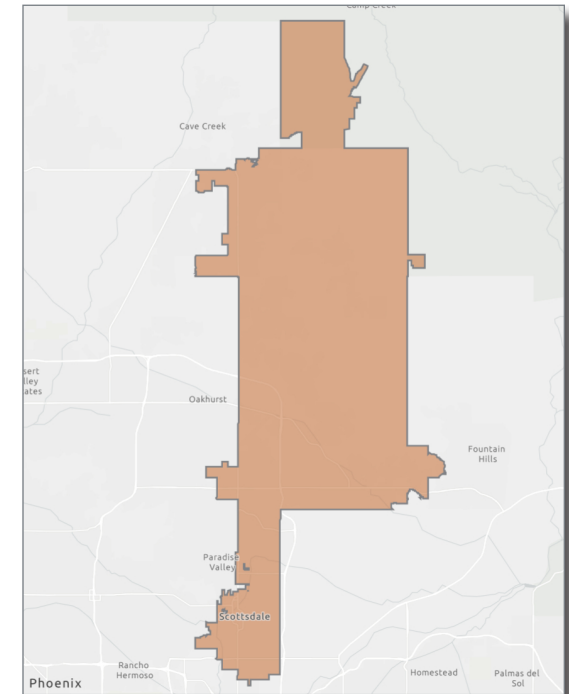 Camp Creek
Cave Creek
sert
lley
ates
Oakhurst
Fountain
Hills
Paradise
Valley
Scottsdale
Rancho
Hermoso
Homestead
Palmas del
Sol
Phoenix